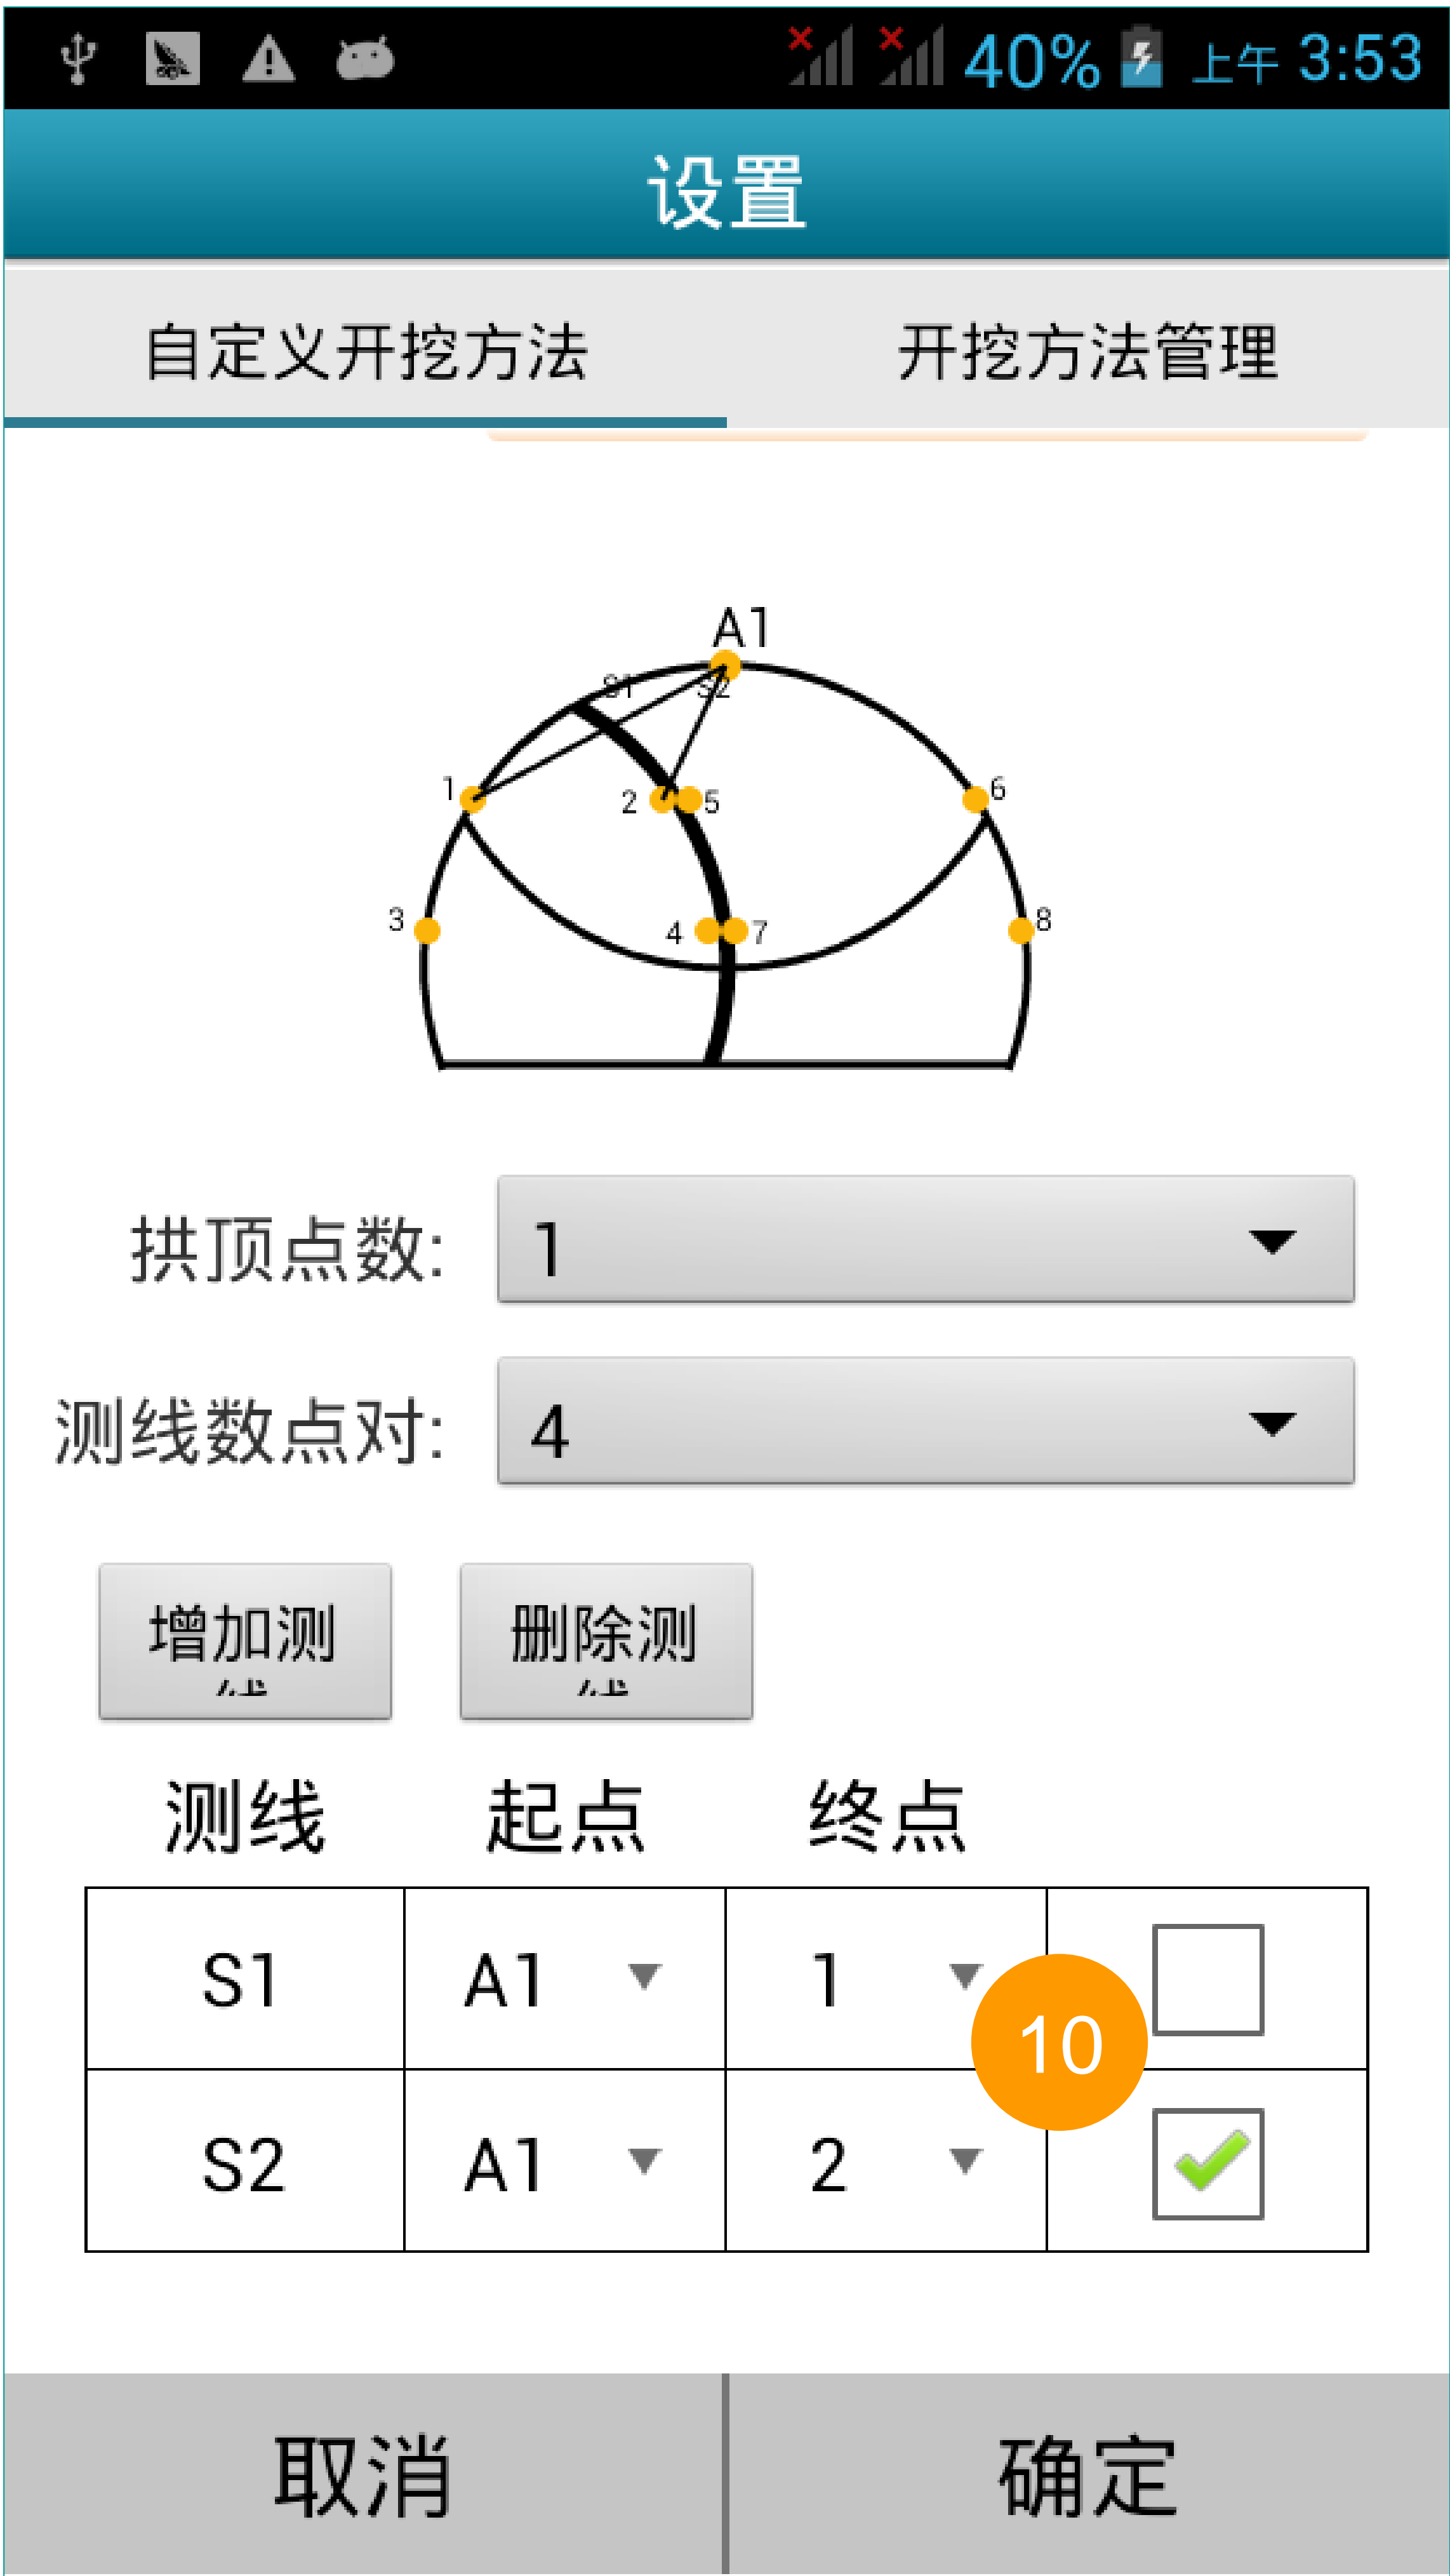 40% 上午 3:53
设置
自定义开挖方法 开挖方法管理
A1
S1 S2
1 2 5 6
3 4 7 8
拱顶点数: 1
测线数点对: 4
增加测 删除测
线 线
测线 起点 终点
S1 A1 1
10
S2 A1 2
取消 确定